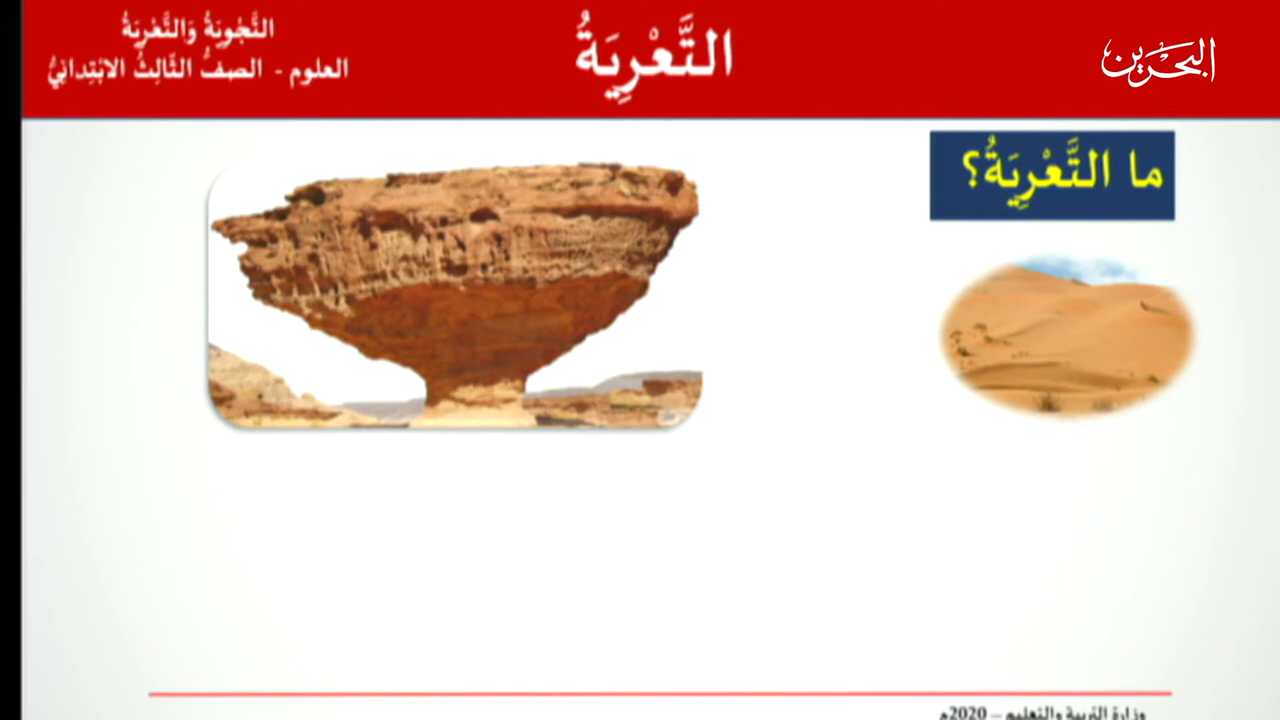 البحرين
التَّعْرِيَةُ
التَّجْوِيَةُ وَالتَّعْرِيَةُ
العلوم - الصفُّ الثّالِثُ الابْتِدائِيُّ
ما التَّعْرِيَةُ؟
وزارة التربية والتعليم – 2020م